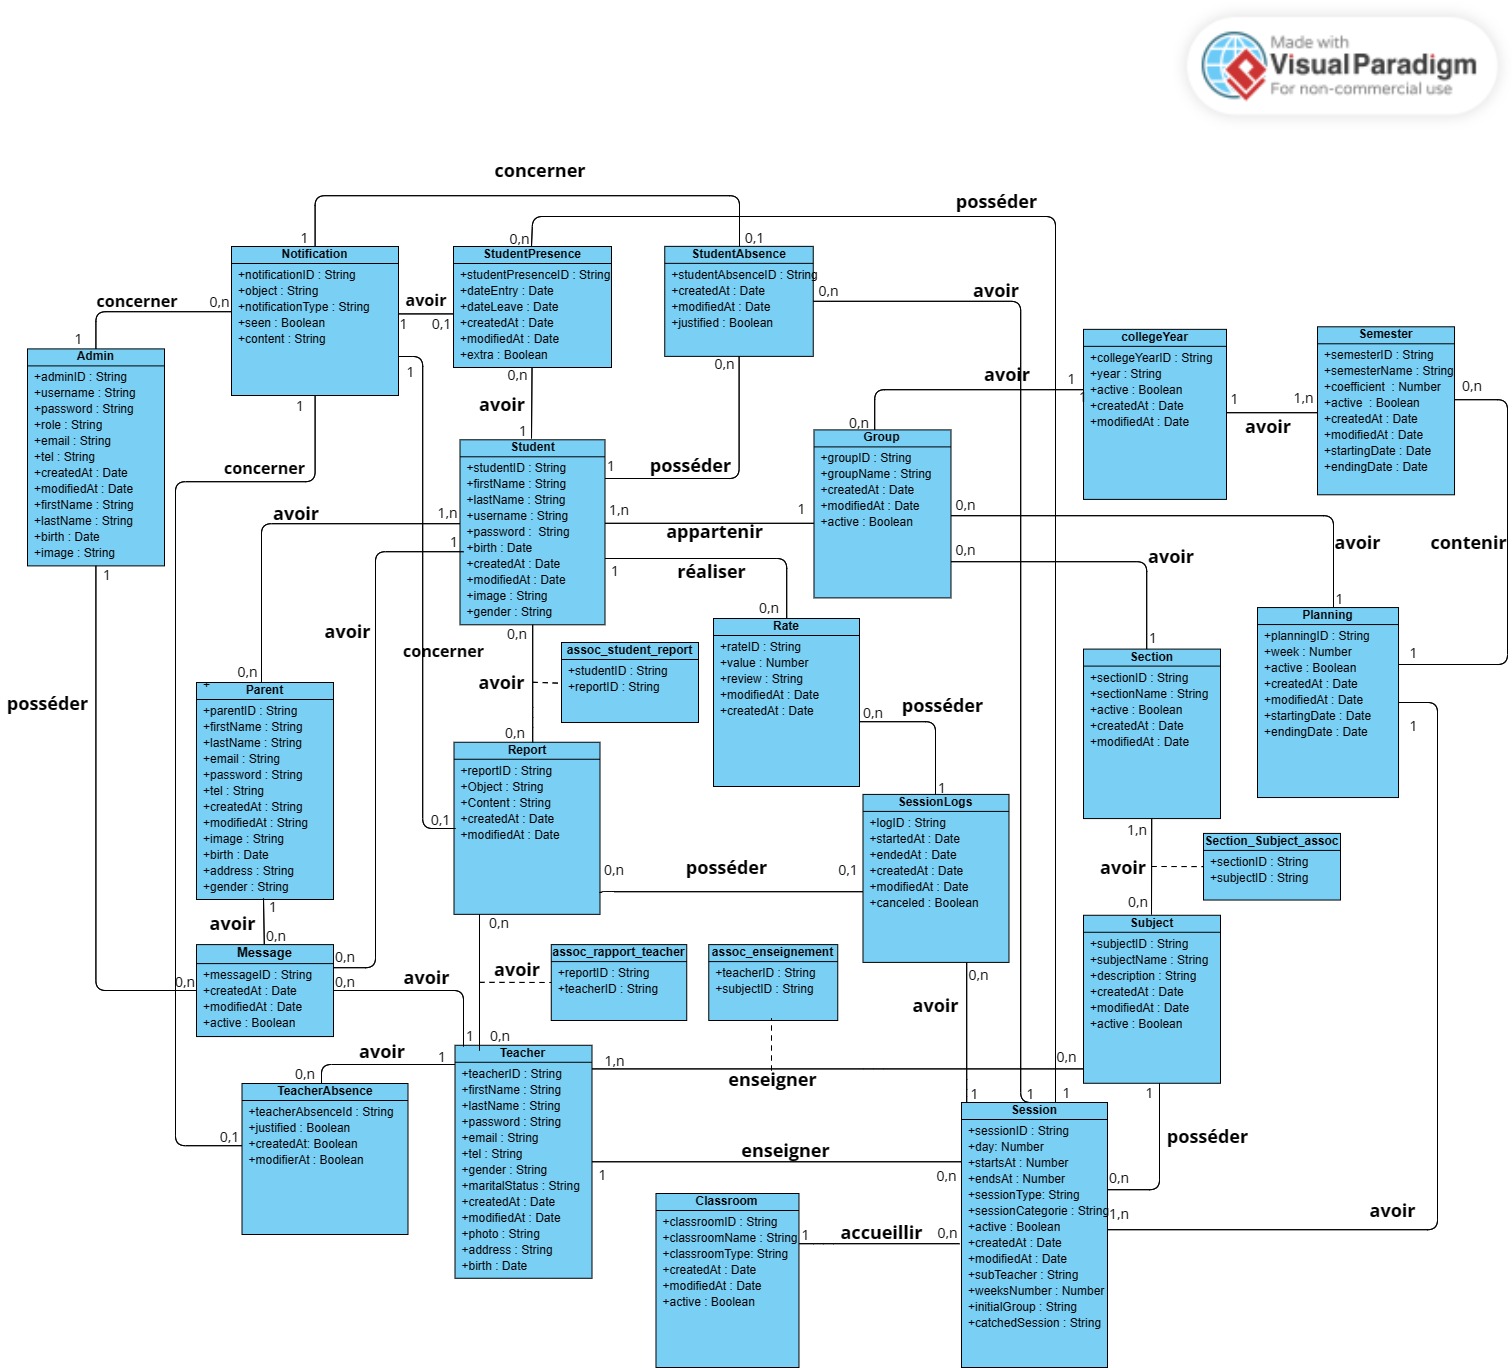 Made with
Visual Paradigm
For non-commercial use
concerner
posséder
1
0,n
0,1
Notification
+notificationID : String
+object : String
+notificationType : String
+seen : Boolean
+content : String
StudentPresence
+studentPresenceID : String
+dateEntry : Date
+dateLeave : Date
+createdAt : Date
+modifiedAt : Date
+extra : Boolean
StudentAbsence
+studentAbsenceID : String
+createdAt : Date
+modifiedAt : Date
+justified : Boolean
concerner
0,n
1
avoir
1
0,1
0,n
avoir
1
1
0,n
0,n
Admin
+adminID : String
+username : String
+password : String
+role : String
+email : String
+tel : String
+createdAt : Date
+modifiedAt : Date
+firstName : String
+lastName : String
+birth : Date
+image : String
collegeYear
+collegeYearID : String
+year : String
+active : Boolean
+createdAt : Date
+modifiedAt : Date
Semester
+semesterID : String
+semesterName : String
+coefficient : Number
+active : Boolean
+createdAt : Date
+modifiedAt : Date
+startingDate : Date
+endingDate : Date
avoir
1
1
0,n
1
1,n
avoir
0,n
avoir
1
Student
+studentID : String
+firstName : String
+lastName : String
+username : String
+password : String
+birth : Date
+createdAt : Date
+modifiedAt : Date
+image : String
+gender : String
Group
+groupID : String
+groupName : String
+createdAt : Date
+modifiedAt : Date
+active : Boolean
concerner
1
posséder
avoir
1,n
1,n
1
appartenir
0,n
1
1
réaliser
0,n
0,n
avoir
avoir
contenir
1
1
1
Planning
+planningID : String
+week : Number
+active : Boolean
+createdAt : Date
+modifiedAt : Date
+startingDate : Date
+endingDate : Date
1
1
avoir
concerner
0,n
avoir
0,n
assoc_student_report
+studentID : String
+reportID : String
Rate
+rateID : String
+value : Number
+review : String
+modifiedAt : Date
+createdAt : Date
Section
+sectionID : String
+sectionName : String
+active : Boolean
+createdAt : Date
+modifiedAt : Date
posséder
0,n
+
Parent
+parentID : String
+firstName : String
+lastName : String
+email : String
+password : String
+tel : String
+createdAt : String
+modifiedAt : String
+image : String
+birth : Date
+address : String
+gender : String
0,n
posséder
1
Report
+reportID : String
+Object : String
+Content : String
+createdAt : Date
+modifiedAt : Date
0,1
SessionLogs
+logID : String
+startedAt : Date
+endedAt : Date
+createdAt : Date
+modifiedAt : Date
+canceled : Boolean
0,n
posséder
0,1
1,n
avoir
0,n
Section_Subject_assoc
+sectionID : String
+subjectID : String
1
avoir
0,n
Message
+messageID : String
+createdAt : Date
+modifiedAt : Date
+active : Boolean
0,n
0,n
0,n
avoir
0,n
avoir
assoc_rapport_teacher
+reportID : String
+teacherID : String
assoc_enseignement
+teacherID : String
+subjectID : String
Subject
+subjectID : String
+subjectName : String
+description : String
+createdAt : Date
+modifiedAt : Date
+active : Boolean
0,n
avoir
1
0,n
avoir
1
0,n
Teacher
+teacherID : String
+firstName : String
+lastName : String
+password : String
+email : String
+tel : String
+gender : String
+maritalStatus : String
+createdAt : Date
+modifiedAt : Date
+photo : String
+address : String
+birth : Date
TeacherAbsence
+teacherAbsenceId : String
+justified : Boolean
+createdAt: Boolean
+modifierAt : Boolean
0,1
1,n
enseigner
0,n
1
1
1
1
posséder
0,n
enseigner
1
0,n
Session
+sessionID : String
+day: Number
+startsAt : Number
+endsAt : Number
+sessionType: String
+sessionCategorie : String
+active : Boolean
+createdAt : Date
+modifiedAt : Date
+subTeacher : String
+weeksNumber : Number
+initialGroup : String
+catchedSession : String
1,n
avoir
Classroom
+classroomID : String
+classroomName : String
+classroomType: String
+createdAt : Date
+modifiedAt : Date
+active : Boolean
1
accueillir
0,n